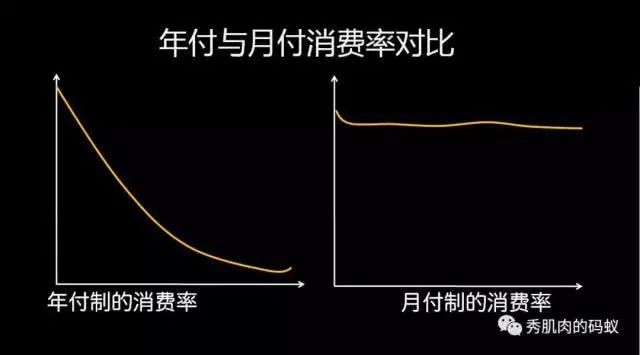 年付与月付消费率对比
年付制的消费率
月付制的消费率
秀肌肉的码蚁